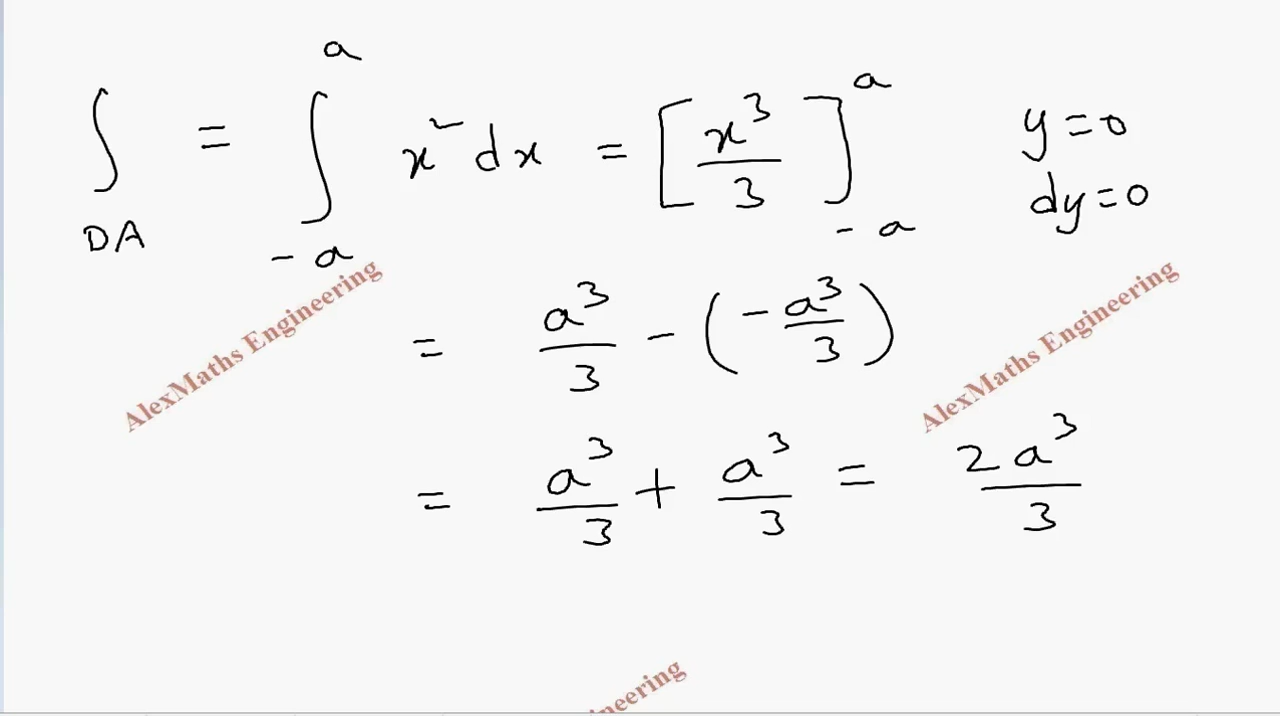 ∫_DA = ∫_{-a}^{a} x² dx = [x³/3]_{-a}^{a}
y=0
dy=0
= a³/3 - (-a³/3)
= a³/3 + a³/3 = 2a³/3
AlexMaths Engineering
AlexMaths Engineering
neering